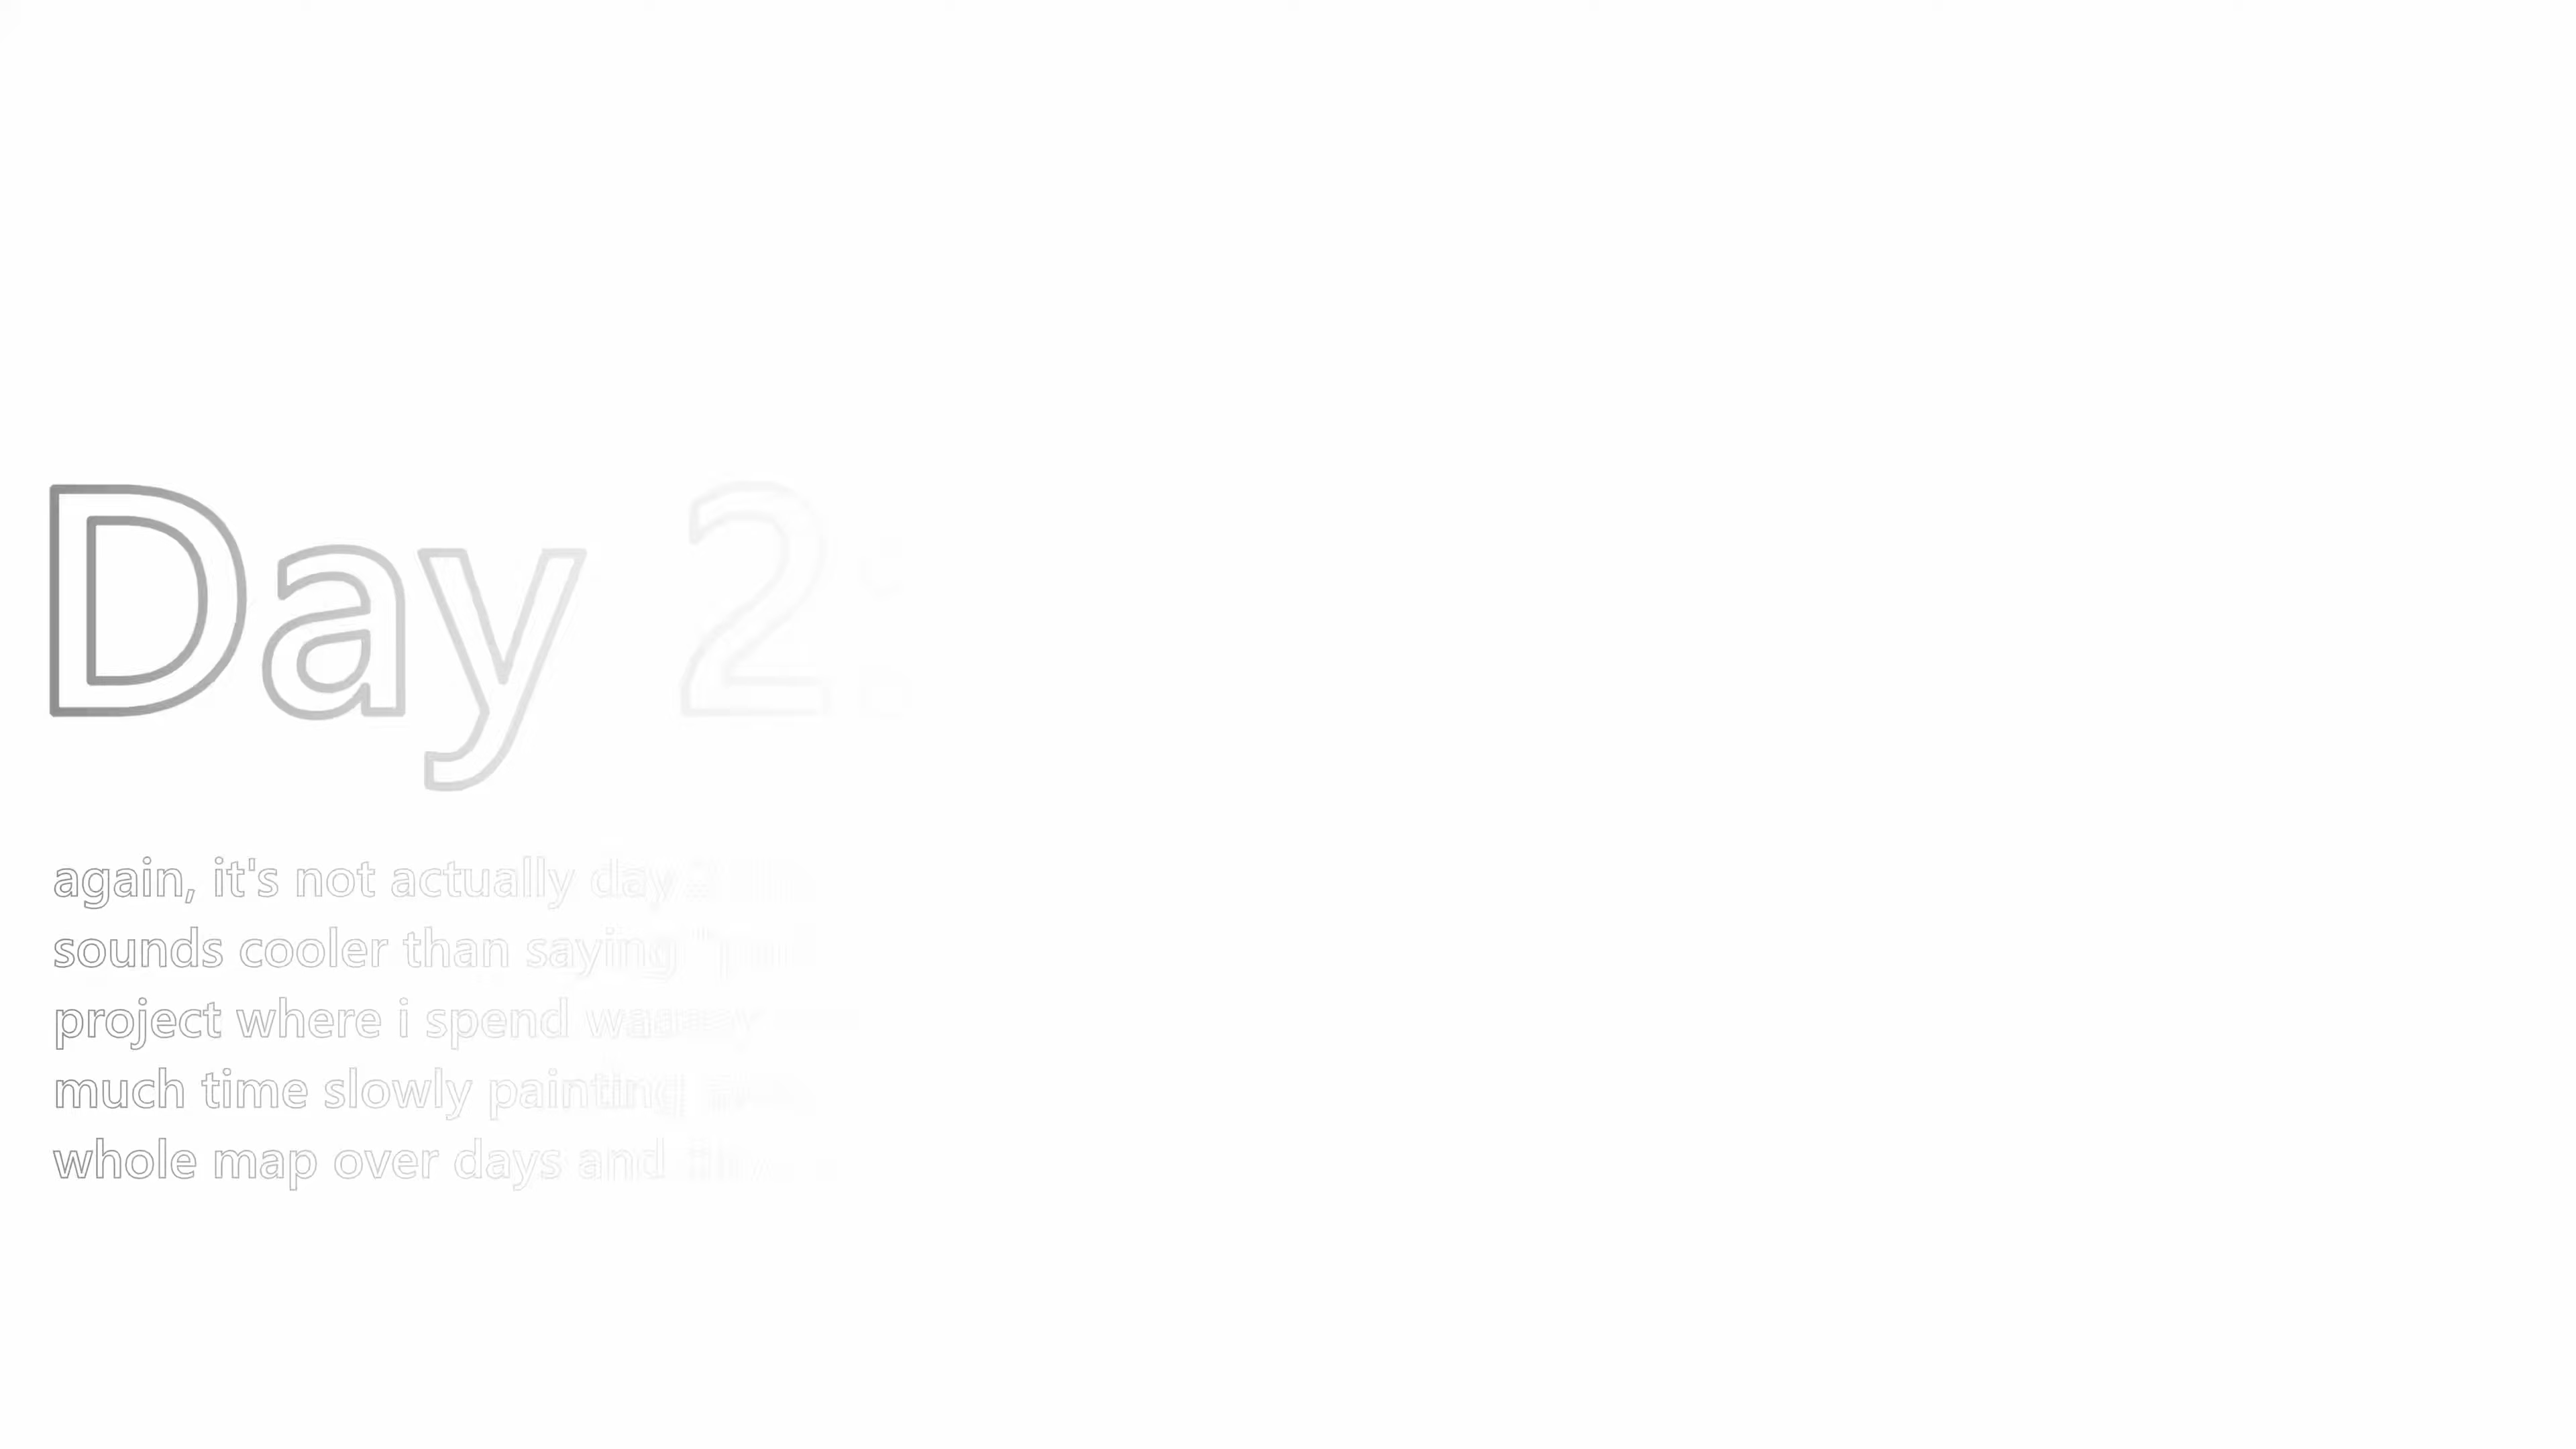 Day 2:
again, it's not actually day
sounds cooler than saying
project where i spend waaaay
much time slowly painting
whole map over days and